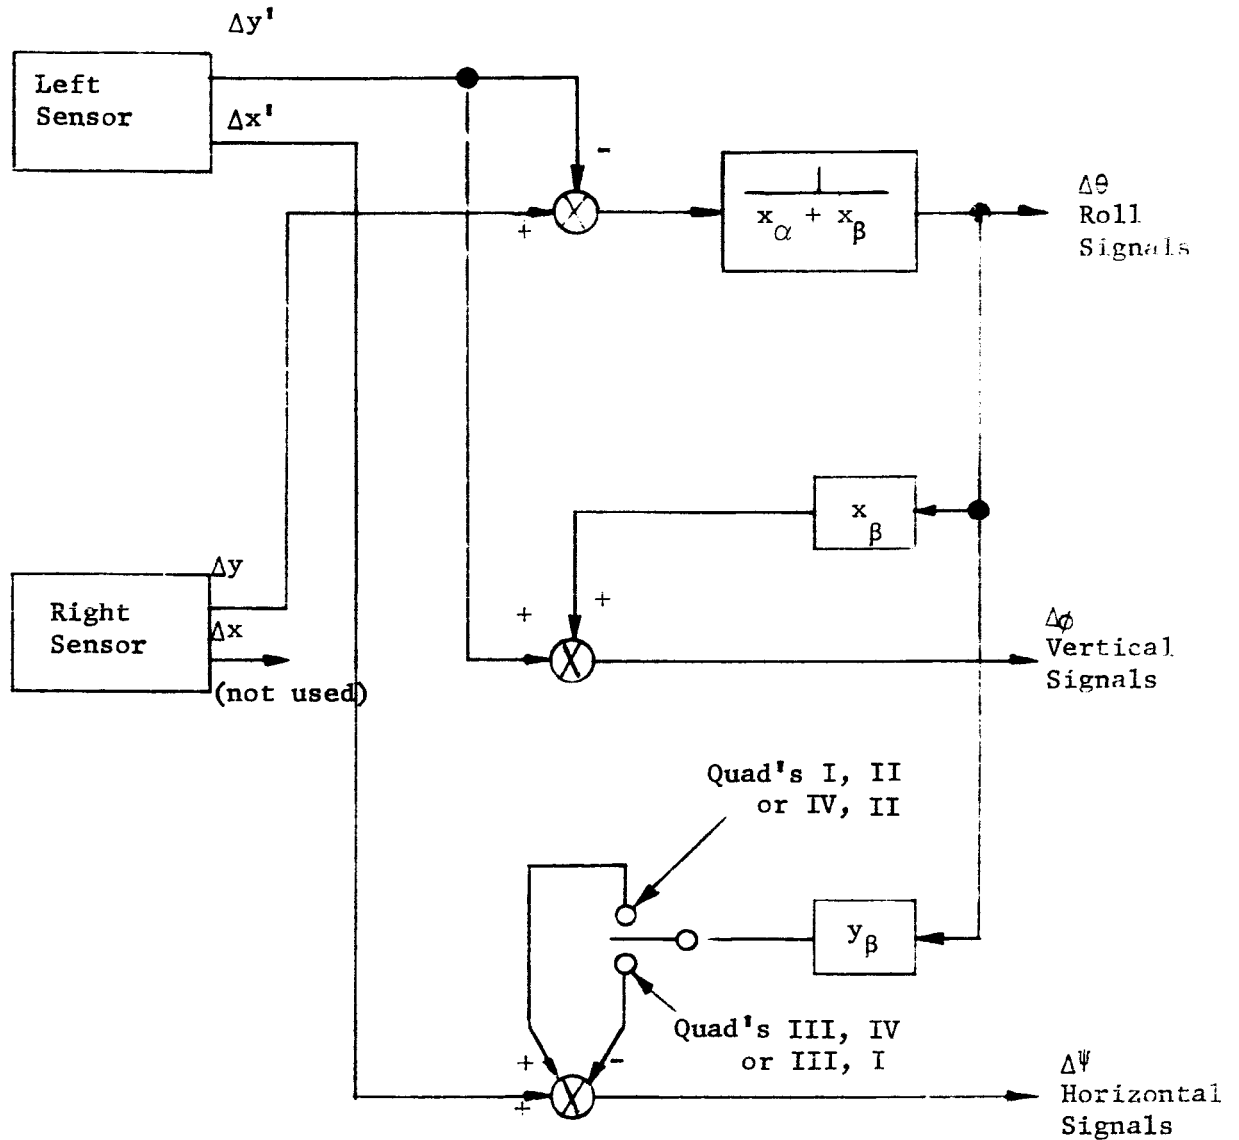 Δy'
Left
Sensor
Δx'
-
+
1
x_α + x_β
Δθ
Roll
Signals
x_β
+
+
Δy
Right
Sensor
Δx
(not used)
Δφ
Vertical
Signals
Quad's I, II
or IV, II
y_β
Quad's III, IV
or III, I
+
-
+
ΔΨ
Horizontal
Signals